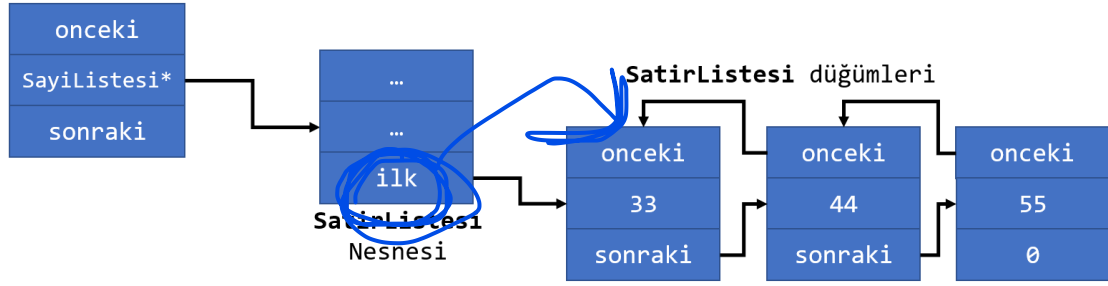 onceki
SayiListesi*
sonraki
…
…
ilk
SatirListesi
Nesnesi
SatirListesi düğümleri
onceki
33
sonraki
onceki
44
sonraki
onceki
55
0